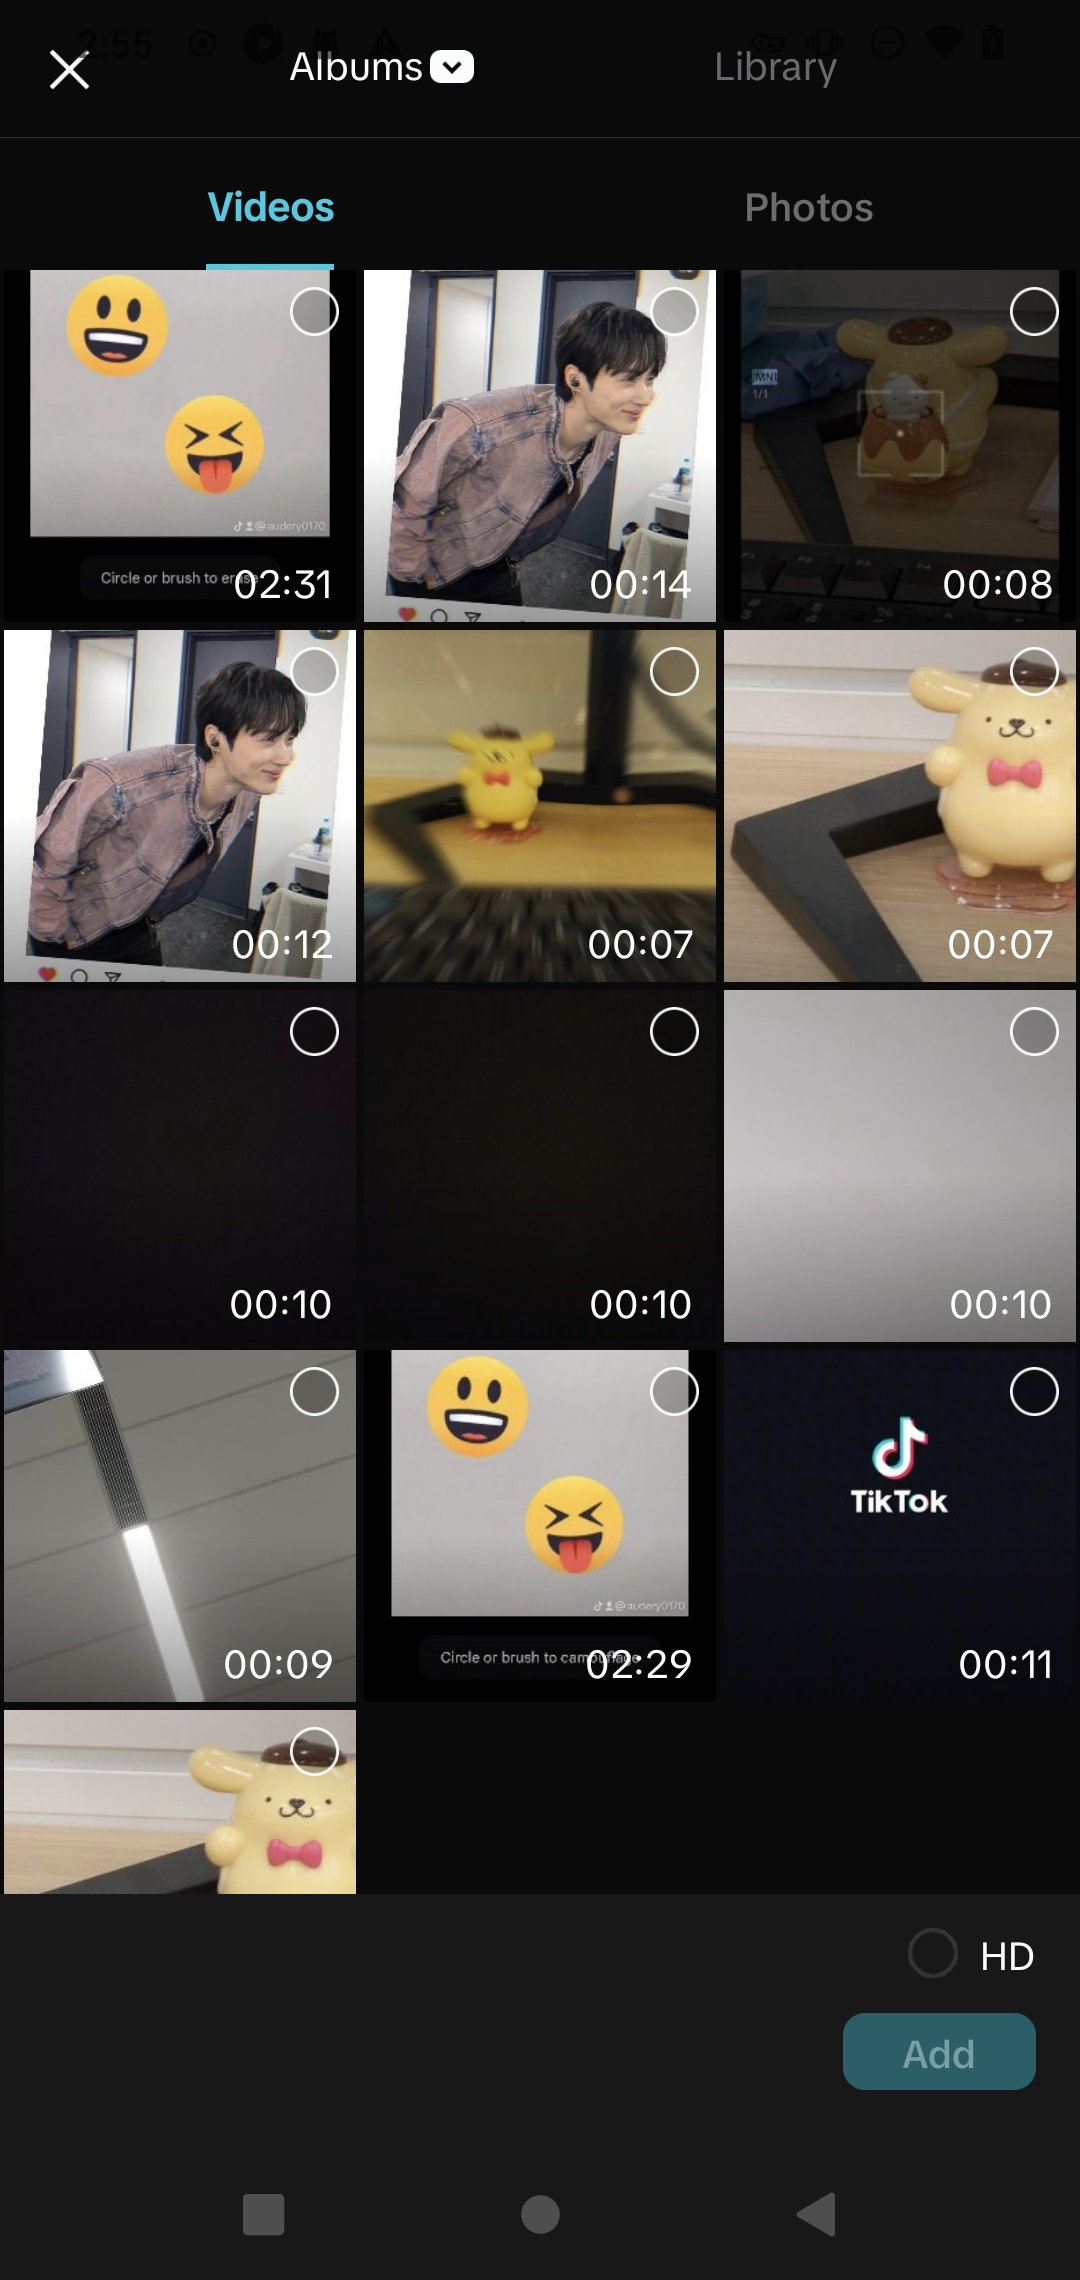 2:55
Albums
Library
Videos
Photos
@audery0170
Circle or brush to erase
02:31
00:14
1/1
00:08
00:12
00:07
00:07
00:10
00:10
00:10
00:09
@audery0170
Circle or brush to camouflage
02:29
TikTok
00:11
HD
Add